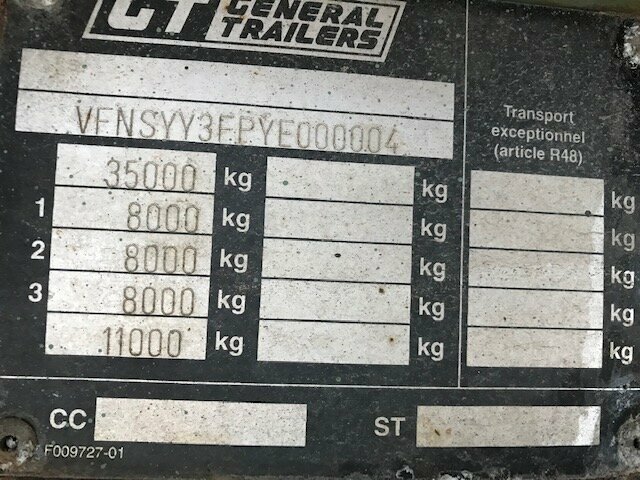 GT GENERAL
TRAILERS
VFNSYY3FPYE000004
Transport
exceptionnel
(article R48)
35000 kg kg kg
1 8000 kg kg kg
2 8000 kg kg kg
3 8000 kg kg kg
11000 kg kg kg
CC ST
F009727-01